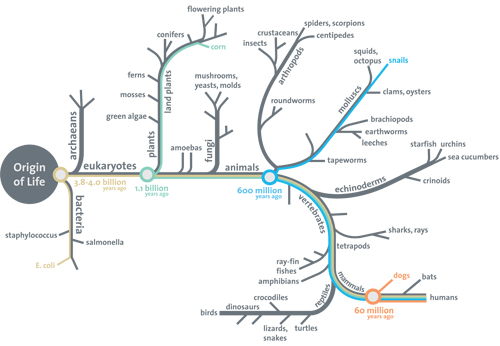 flowering plants
conifers
corn
spiders, scorpions
crustaceans
centipedes
insects
arthropods
squids,
octopus
snails
ferns
land plants
mushrooms,
yeasts, molds
mosses
roundworms
molluscs
clams, oysters
green algae
brachiopods
earthworms
leeches
archaeans
plants
amoebas
fungi
tapeworms
starfish urchins
sea cucumbers
crinoids
echinoderms
Origin
of Life
eukaryotes
animals
3.8-4.0 billion
years ago
1.1 billion
years ago
600 million
years ago
bacteria
vertebrates
staphylococcus
salmonella
E. coli
sharks, rays
tetrapods
ray-fin
fishes
amphibians
mammals
dogs
bats
humans
60 million
years ago
reptiles
crocodiles
dinosaurs
birds
lizards,
snakes
turtles